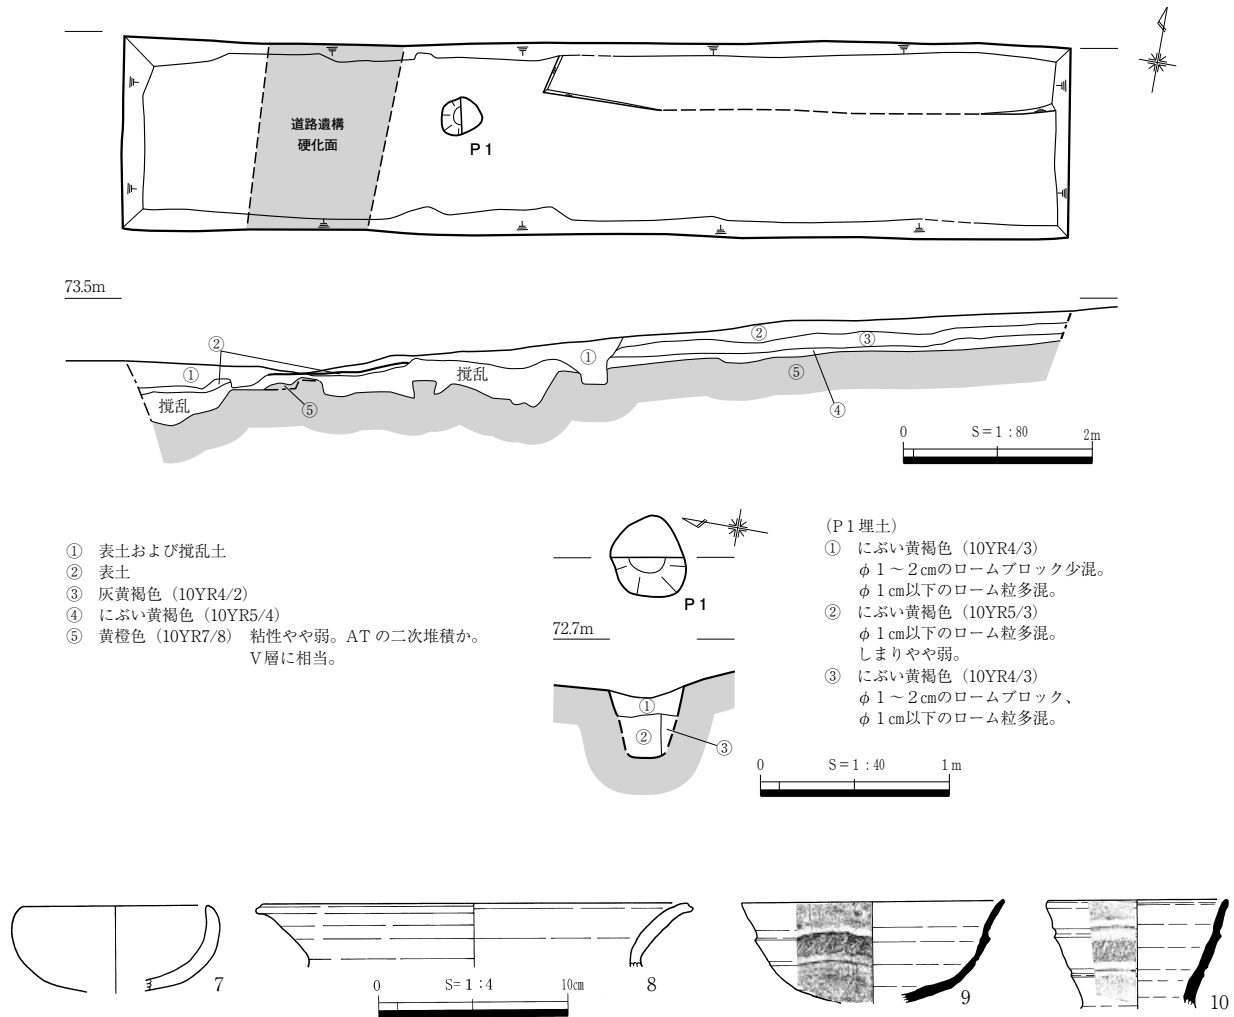 道路遺構
硬化面
P 1
73.5m
②
③
②
①
①
撹乱
⑤
撹乱
⑤
④
0 S=1:80 2m
① 表土および撹乱土
② 表土
③ 灰黄褐色（10YR4/2）
④ にぶい黄褐色（10YR5/4）
⑤ 黄橙色（10YR7/8） 粘性やや弱。AT の二次堆積か。
Ⅴ層に相当。
P 1
72.7m
①
②
③
（P 1 埋土）
① にぶい黄褐色（10YR4/3）
φ 1～2㎝のロームブロック少混。
φ 1㎝以下のローム粒多混。
② にぶい黄褐色（10YR5/3）
φ 1㎝以下のローム粒多混。
しまりやや弱。
③ にぶい黄褐色（10YR4/3）
φ 1～2㎝のロームブロック、
φ 1㎝以下のローム粒多混。
0 S=1:40 1m
7
8
9
10
0 S=1:4 10㎝